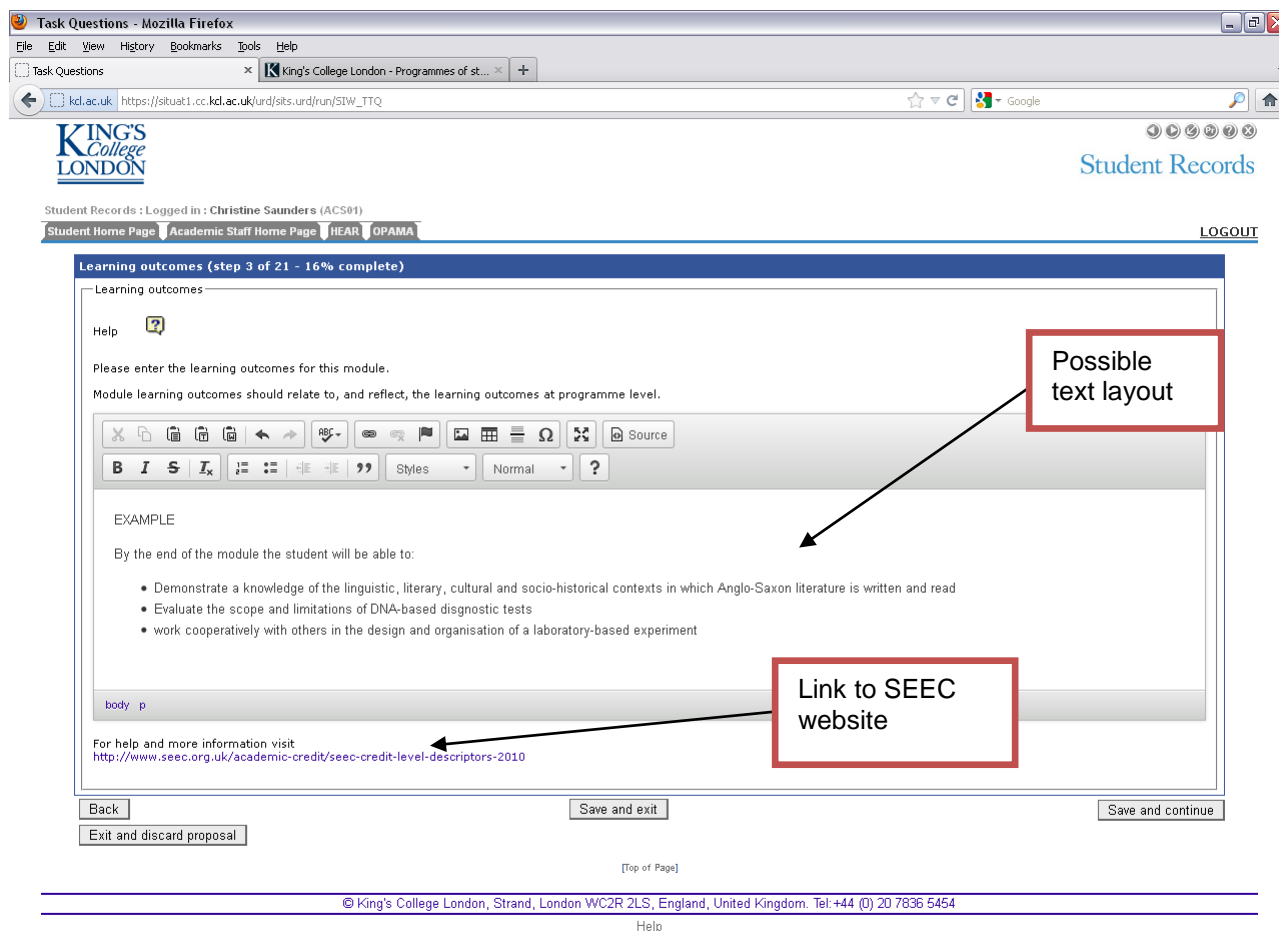 Task Questions - Mozilla Firefox
File Edit View History Bookmarks Tools Help
Task Questions × King's College London - Programmes of st... × +
kcl.ac.uk https://situat1.cc.kcl.ac.uk/urd/sits.urd/run/SIW_TTQ Google
KING'S
College
LONDON
Student Records
Student Records : Logged in : Christine Saunders (ACS01)
Student Home Page Academic Staff Home Page HEAR OPAMA LOGOUT
Learning outcomes (step 3 of 21 - 16% complete)
Learning outcomes
Help
Please enter the learning outcomes for this module.
Module learning outcomes should relate to, and reflect, the learning outcomes at programme level.
Possible
text layout
ABC Ω Source
B I S Ix Styles Normal ?
EXAMPLE
By the end of the module the student will be able to:
• Demonstrate a knowledge of the linguistic, literary, cultural and socio-historical contexts in which Anglo-Saxon literature is written and read
• Evaluate the scope and limitations of DNA-based disgnostic tests
• work cooperatively with others in the design and organisation of a laboratory-based experiment
Link to SEEC
website
body p
For help and more information visit
http://www.seec.org.uk/academic-credit/seec-credit-level-descriptors-2010
Back Save and exit Save and continue
Exit and discard proposal
[Top of Page]
© King's College London, Strand, London WC2R 2LS, England, United Kingdom. Tel:+44 (0) 20 7836 5454
Help